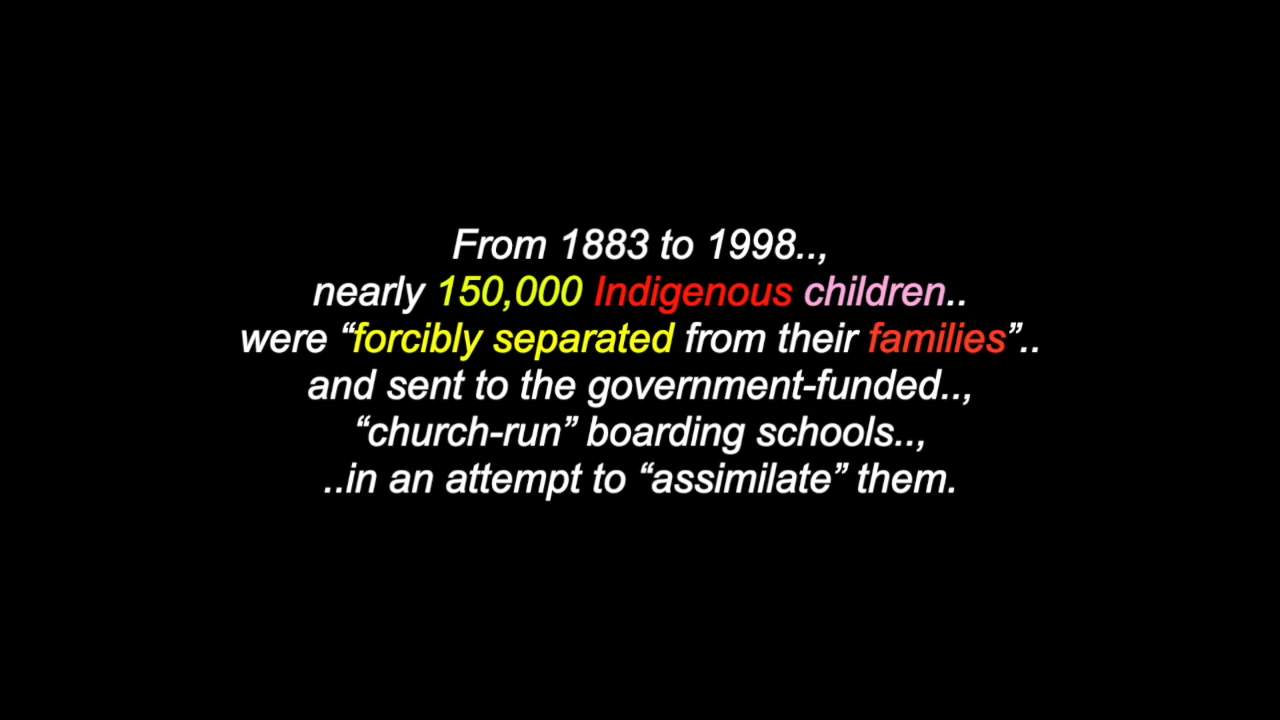 From 1883 to 1998..,
nearly 150,000 Indigenous children..
were “forcibly separated from their families”..
and sent to the government-funded..,
“church-run” boarding schools..,
..in an attempt to “assimilate” them.